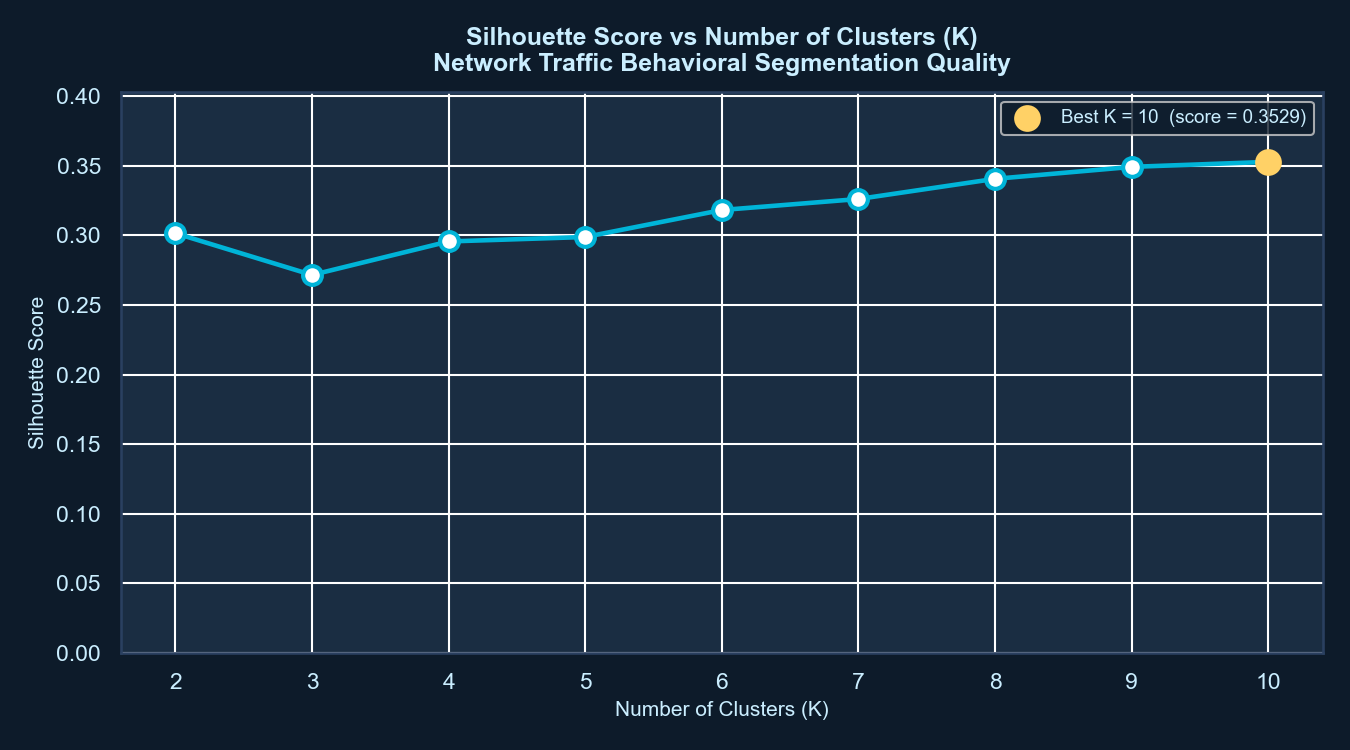 Silhouette Score vs Number of Clusters (K)
Network Traffic Behavioral Segmentation Quality
Best K = 10 (score = 0.3529)
Silhouette Score
0.40
0.35
0.30
0.25
0.20
0.15
0.10
0.05
0.00
2 3 4 5 6 7 8 9 10
Number of Clusters (K)